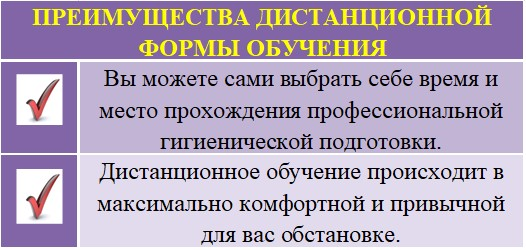 ПРЕИМУЩЕСТВА ДИСТАНЦИОННОЙ
ФОРМЫ ОБУЧЕНИЯ
Вы можете сами выбрать себе время и
место прохождения профессиональной
гигиенической подготовки.
Дистанционное обучение происходит в
максимально комфортной и привычной
для вас обстановке.